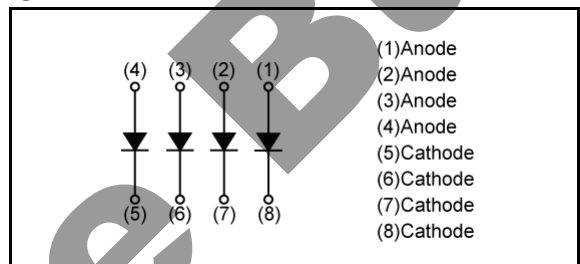 (4) (3) (2) (1)
(5) (6) (7) (8)
(1)Anode
(2)Anode
(3)Anode
(4)Anode
(5)Cathode
(6)Cathode
(7)Cathode
(8)Cathode